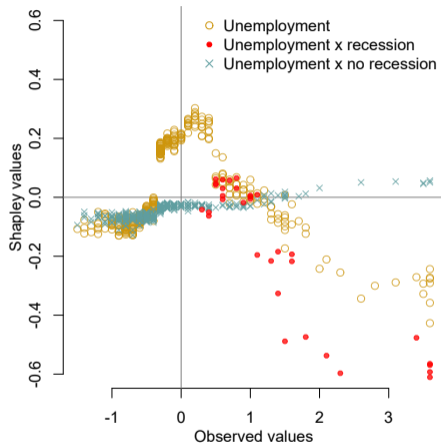 Unemployment
Unemployment x recession
Unemployment x no recession
0.6
0.4
0.2
0.0
-0.2
-0.4
-0.6
Shapley values
-1 0 1 2 3
Observed values